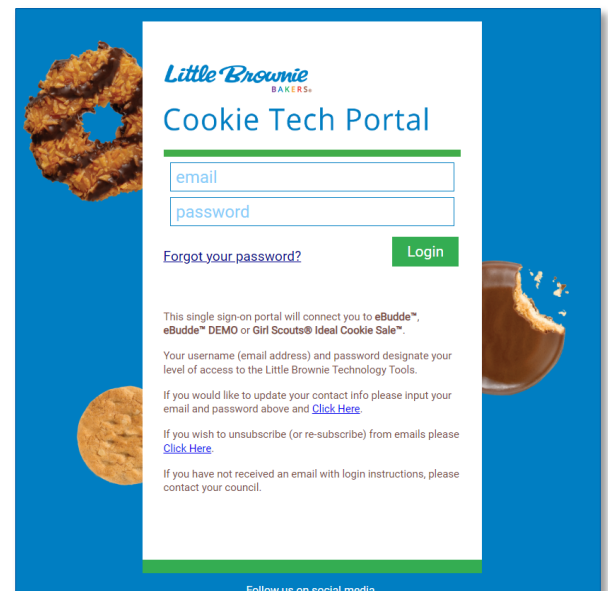 Little Brownie
BAKERS®
Cookie Tech Portal
email
password
Forgot your password?
Login
This single sign-on portal will connect you to eBudde™,
eBudde™ DEMO or Girl Scouts® Ideal Cookie Sale™.
Your username (email address) and password designate your
level of access to the Little Brownie Technology Tools.
If you would like to update your contact info please input your
email and password above and Click Here.
If you wish to unsubscribe (or re-subscribe) from emails please
Click Here.
If you have not received an email with login instructions, please
contact your council.
Follow us on social media